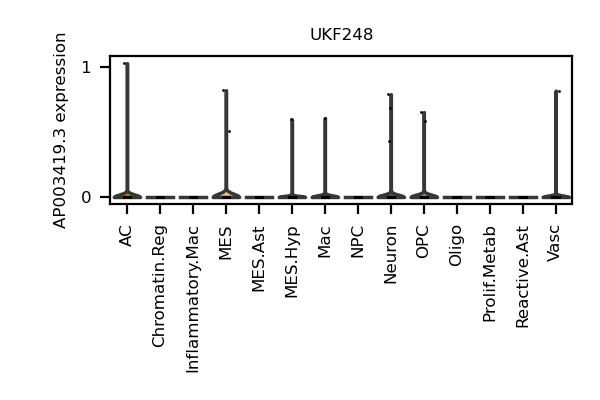 UKF248
AP003419.3 expression
1
0
AC
Chromatin.Reg
Inflammatory.Mac
MES
MES.Ast
MES.Hyp
Mac
NPC
Neuron
OPC
Oligo
Prolif.Metab
Reactive.Ast
Vasc